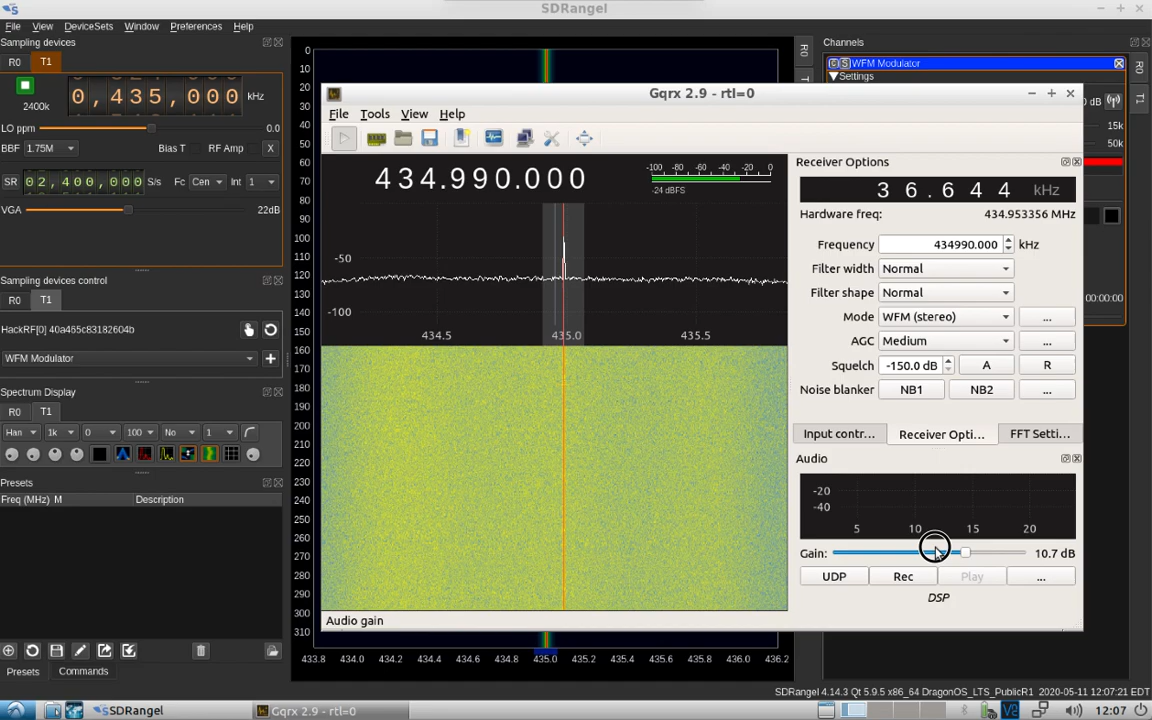 SDRangel
File View DeviceSets Window Preferences Help
Sampling devices
R0 T1
0,435,000 kHz
2400k
LO ppm 0.0
BBF 1.75M Bias T RF Amp X
SR 02,400,000 S/s Fc Cen Int 1
VGA 22dB
Sampling devices control
R0 T1
HackRF[0] 40a465c83182604b
WFM Modulator
Spectrum Display
R0 T1
Han 1k 0 100 No 1
Presets
Freq (MHz) M Description
Presets Commands
0
10
20
30
40
50
60
70
80
90
100
110
120
130
140
150
160
170
180
190
200
210
220
230
240
250
260
270
280
290
300
310
433.8 434.0 434.2 434.4 434.6 434.8 435.0 435.2 435.4 435.6 435.8 436.0 436.2
R0
Channels
R0
T1
WFM Modulator
Settings
0 dB
15k
50k
00:00:00
Gqrx 2.9 - rtl=0
File Tools View Help
434.990.000
-100 -80 -60 -40 -20 0
-24 dBFS
-50
-100
434.5 435.0 435.5
Receiver Options
36.644 kHz
Hardware freq: 434.953356 MHz
Frequency 434990.000 kHz
Filter width Normal
Filter shape Normal
Mode WFM (stereo) ...
AGC Medium ...
Squelch -150.0 dB A R
Noise blanker NB1 NB2 ...
Input contr... Receiver Opti... FFT Setti...
Audio
-20
-40
5 10 15 20
Gain: 10.7 dB
UDP Rec Play ...
DSP
Audio gain
SDRangel 4.14.3 Qt 5.9.5 x86_64 DragonOS_LTS_PublicR1 2020-05-11 12:07:21 EDT
SDRangel Gqrx 2.9 - rtl=0 12:07